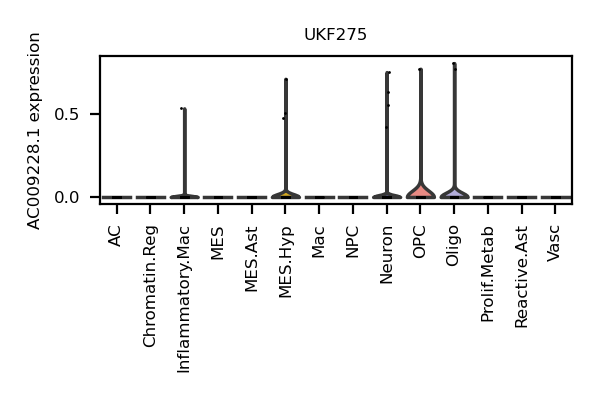 UKF275
AC009228.1 expression
0.5
0.0
AC
Chromatin.Reg
Inflammatory.Mac
MES
MES.Ast
MES.Hyp
Mac
NPC
Neuron
OPC
Oligo
Prolif.Metab
Reactive.Ast
Vasc